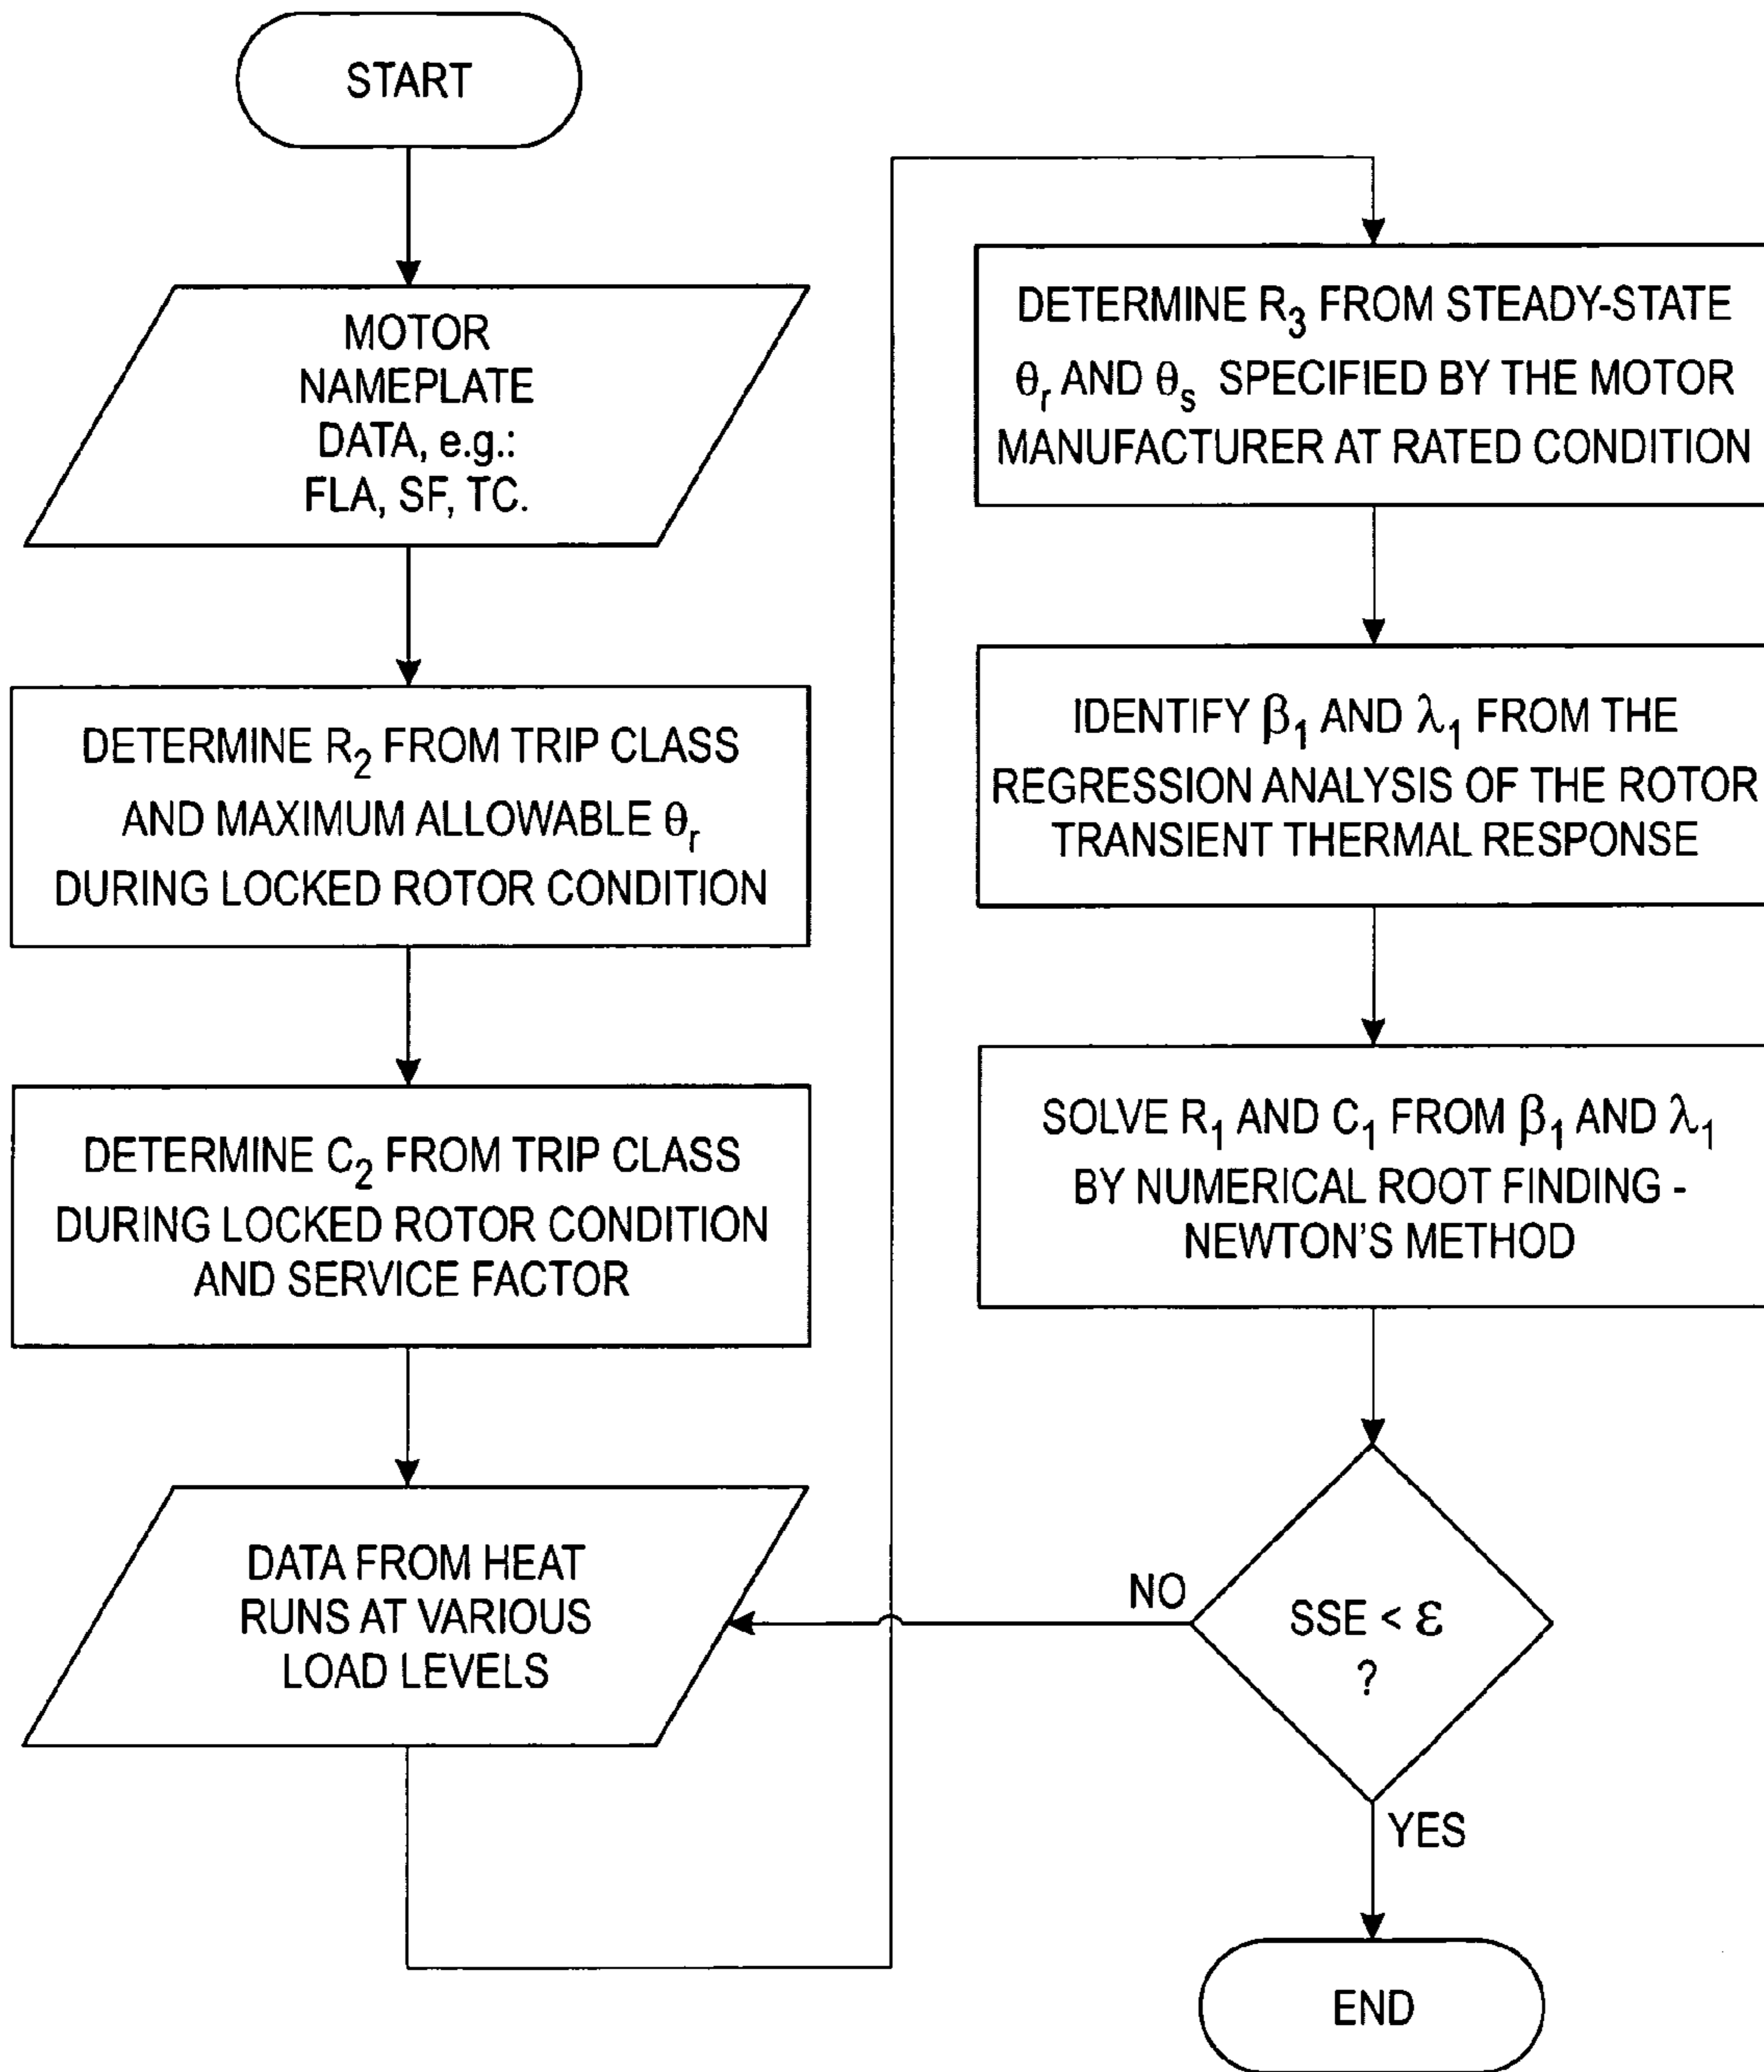 START
MOTOR
NAMEPLATE
DATA, e.g.:
FLA, SF, TC.
DETERMINE R₂ FROM TRIP CLASS
AND MAXIMUM ALLOWABLE θᵣ
DURING LOCKED ROTOR CONDITION
DETERMINE C₂ FROM TRIP CLASS
DURING LOCKED ROTOR CONDITION
AND SERVICE FACTOR
DATA FROM HEAT
RUNS AT VARIOUS
LOAD LEVELS
DETERMINE R₃ FROM STEADY-STATE
θᵣ AND θₛ SPECIFIED BY THE MOTOR
MANUFACTURER AT RATED CONDITION
IDENTIFY β₁ AND λ₁ FROM THE
REGRESSION ANALYSIS OF THE ROTOR
TRANSIENT THERMAL RESPONSE
SOLVE R₁ AND C₁ FROM β₁ AND λ₁
BY NUMERICAL ROOT FINDING -
NEWTON'S METHOD
NO
SSE < ε
?
YES
END